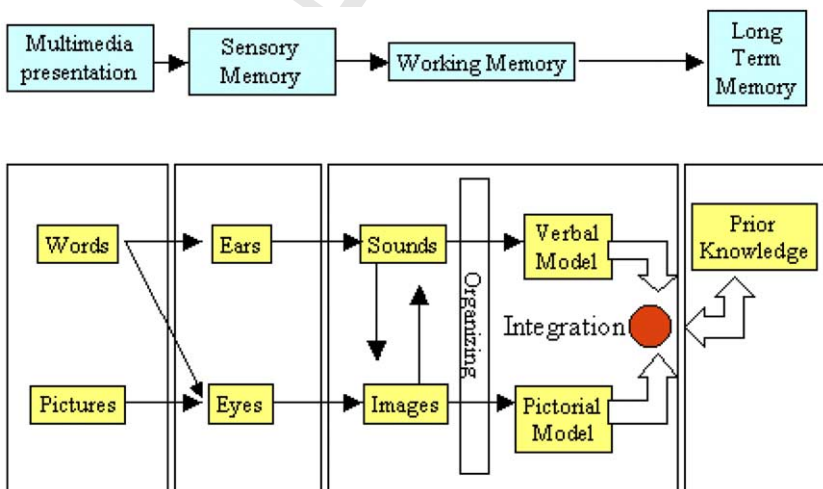 Multimedia
presentation
Sensory
Memory
Working Memory
Long
Term
Memory
Words
Ears
Sounds
Verbal
Model
Prior
Knowledge
Organizing
Integration
Pictures
Eyes
Images
Pictorial
Model